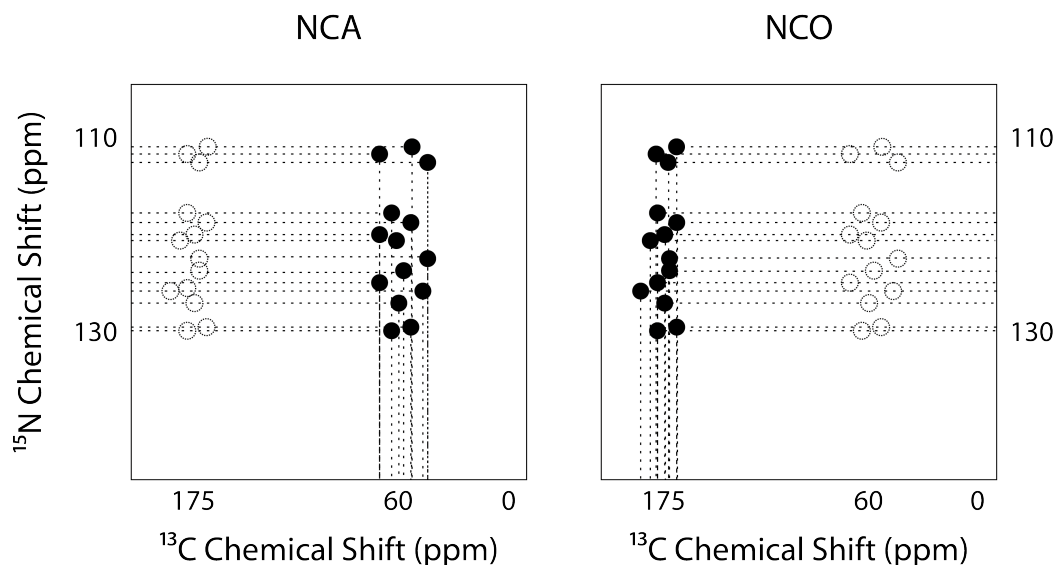 NCA
NCO
¹⁵N Chemical Shift (ppm)
110
130
110
130
175
60
0
175
60
0
¹³C Chemical Shift (ppm)
¹³C Chemical Shift (ppm)